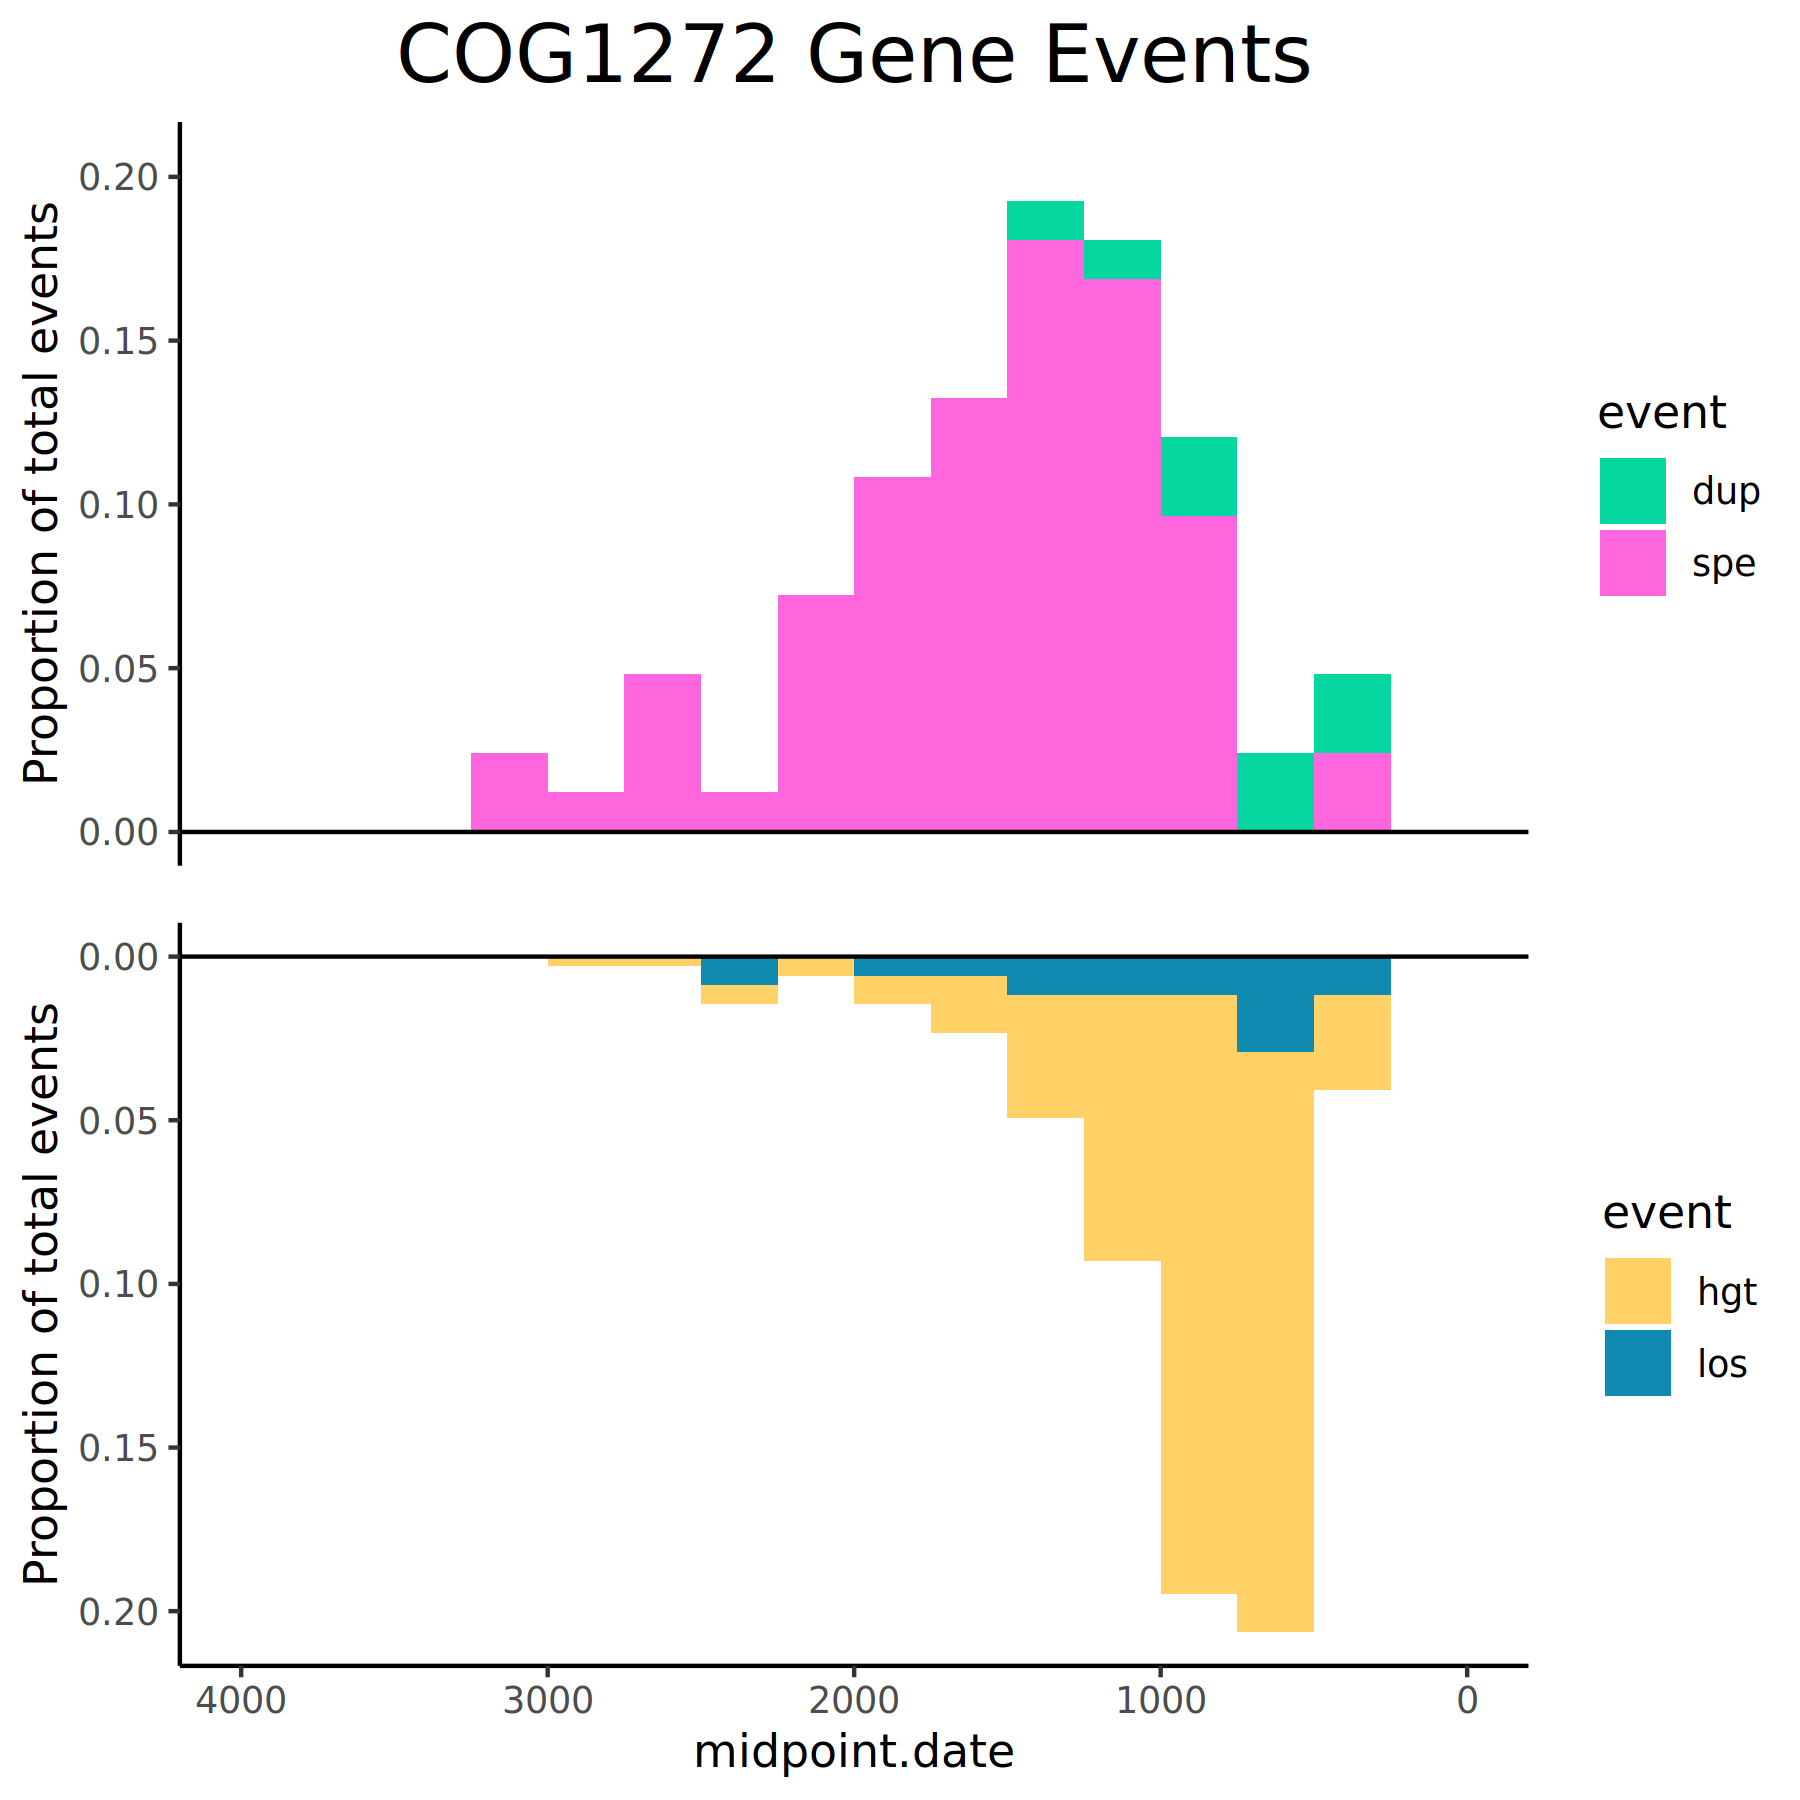 COG1272 Gene Events
Proportion of total events
0.20
0.15
0.10
0.05
0.00
event
dup
spe
Proportion of total events
0.00
0.05
0.10
0.15
0.20
event
hgt
los
4000 3000 2000 1000 0
midpoint.date